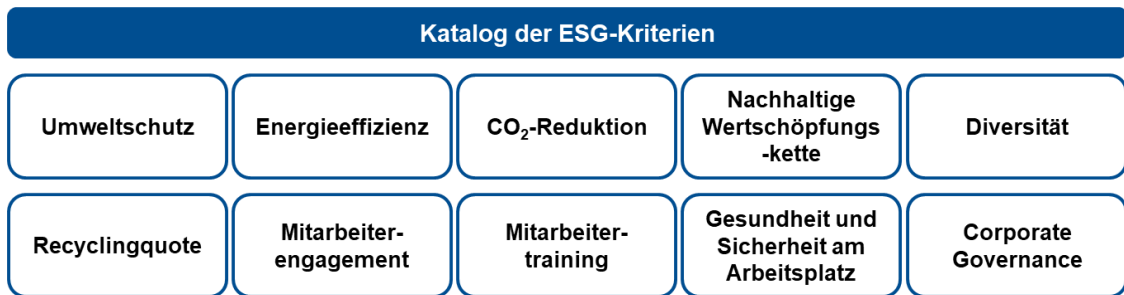 Katalog der ESG-Kriterien
Umweltschutz
Energieeffizienz
CO₂-Reduktion
Nachhaltige
Wertschöpfungs
-kette
Diversität
Recyclingquote
Mitarbeiter-
engagement
Mitarbeiter-
training
Gesundheit und
Sicherheit am
Arbeitsplatz
Corporate
Governance